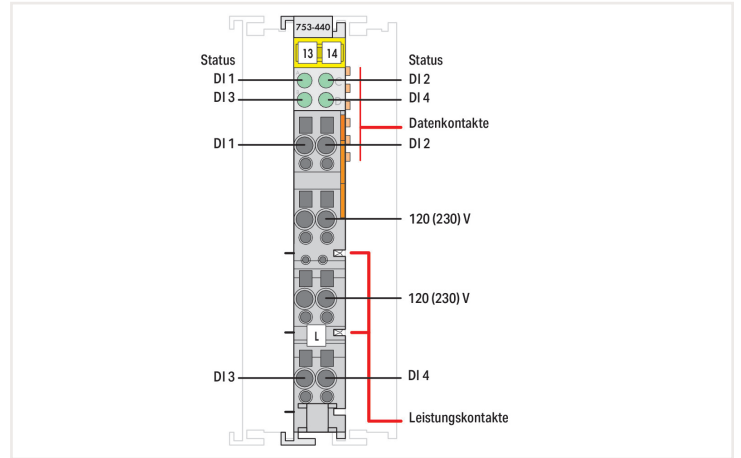 753-440
13 14
Status Status
DI 1 DI 2
DI 3 DI 4
Datenkontakte
DI 1 DI 2
120 (230) V
120 (230) V
L
DI 3 DI 4
Leistungskontakte